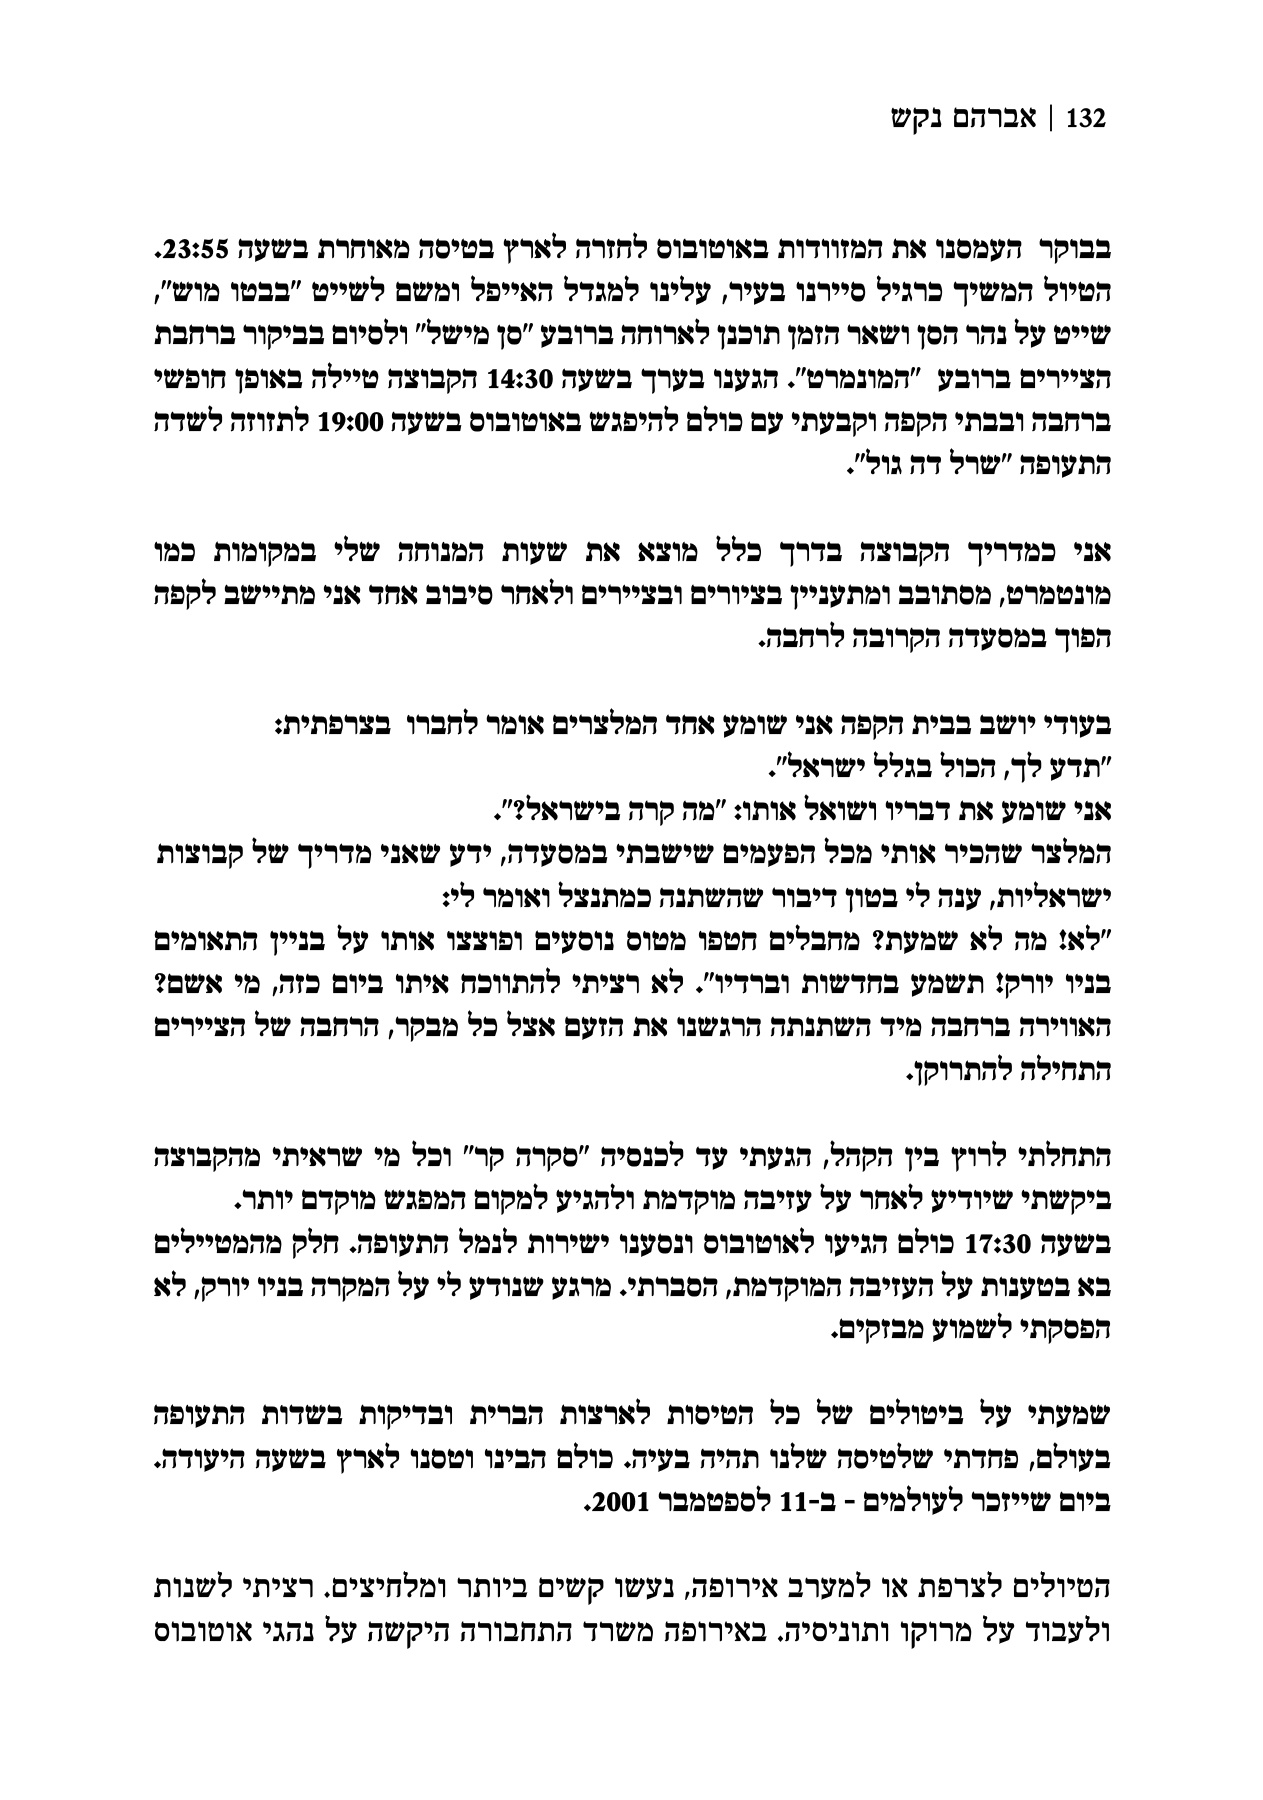 132 | אברהם נקש
בבוקר העמסנו את המזוודות באוטובוס לחזרה לארץ בטיסה מאוחרת בשעה 23:55.
הטיול המשיך כרגיל סיירנו בעיר, עלינו למגדל האייפל ומשם לשייט "בבטו מוש",
שייט על נהר הסן ושאר הזמן תוכנן לארוחה ברובע "סן מישל" ולסיום בביקור ברחבת
הציירים ברובע "המונמרט". הגענו בערך בשעה 14:30 הקבוצה טיילה באופן חופשי
ברחבה ובבתי הקפה וקבעתי עם כולם להיפגש באוטובוס בשעה 19:00 לתזוזה לשדה
התעופה "שרל דה גול".
אני כמדריך הקבוצה בדרך כלל מוצא את שעות המנוחה שלי במקומות כמו
מונטמרט, מסתובב ומתעניין בציורים ובציירים ולאחר סיבוב אחד אני מתיישב לקפה
הפוך במסעדה הקרובה לרחבה.
בעודי יושב בבית הקפה אני שומע אחד המלצרים אומר לחברו בצרפתית:
"תדע לך, הכול בגלל ישראל".
אני שומע את דבריו ושואל אותו: "מה קרה בישראל?".
המלצר שהכיר אותי מכל הפעמים שישבתי במסעדה, ידע שאני מדריך של קבוצות
ישראליות, ענה לי בטון דיבור שהשתנה כמתנצל ואומר לי:
"לא! מה לא שמעת? מחבלים חטפו מטוס נוסעים ופוצצו אותו על בניין התאומים
בניו יורק! תשמע בחדשות וברדיו". לא רציתי להתווכח איתו ביום כזה, מי אשם?
האווירה ברחבה מיד השתנתה הרגשנו את הזעם אצל כל מבקר, הרחבה של הציירים
התחילה להתרוקן.
התחלתי לרוץ בין הקהל, הגעתי עד לכנסיה "סקרה קר" וכל מי שראיתי מהקבוצה
ביקשתי שיודיע לאחר על עזיבה מוקדמת ולהגיע למקום המפגש מוקדם יותר.
בשעה 17:30 כולם הגיעו לאוטובוס ונסענו ישירות לנמל התעופה. חלק מהמטיילים
בא בטענות על העזיבה המוקדמת, הסברתי. מרגע שנודע לי על המקרה בניו יורק, לא
הפסקתי לשמוע מבזקים.
שמעתי על ביטולים של כל הטיסות לארצות הברית ובדיקות בשדות התעופה
בעולם, פחדתי שלטיסה שלנו תהיה בעיה. כולם הבינו וטסנו לארץ בשעה היעודה.
ביום שייזכר לעולמים - ב-11 לספטמבר 2001.
הטיולים לצרפת או למערב אירופה, נעשו קשים ביותר ומלחיצים. רציתי לשנות
ולעבוד על מרוקו ותוניסיה. באירופה משרד התחבורה היקשה על נהגי אוטובוס